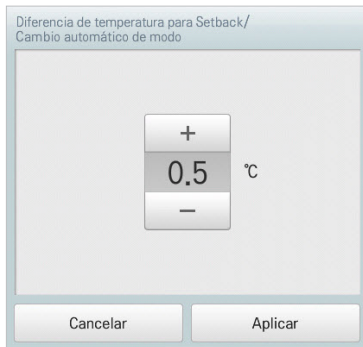 Diferencia de temperatura para Setback/
Cambio automático de modo
+
0.5 °C
−
Cancelar Aplicar